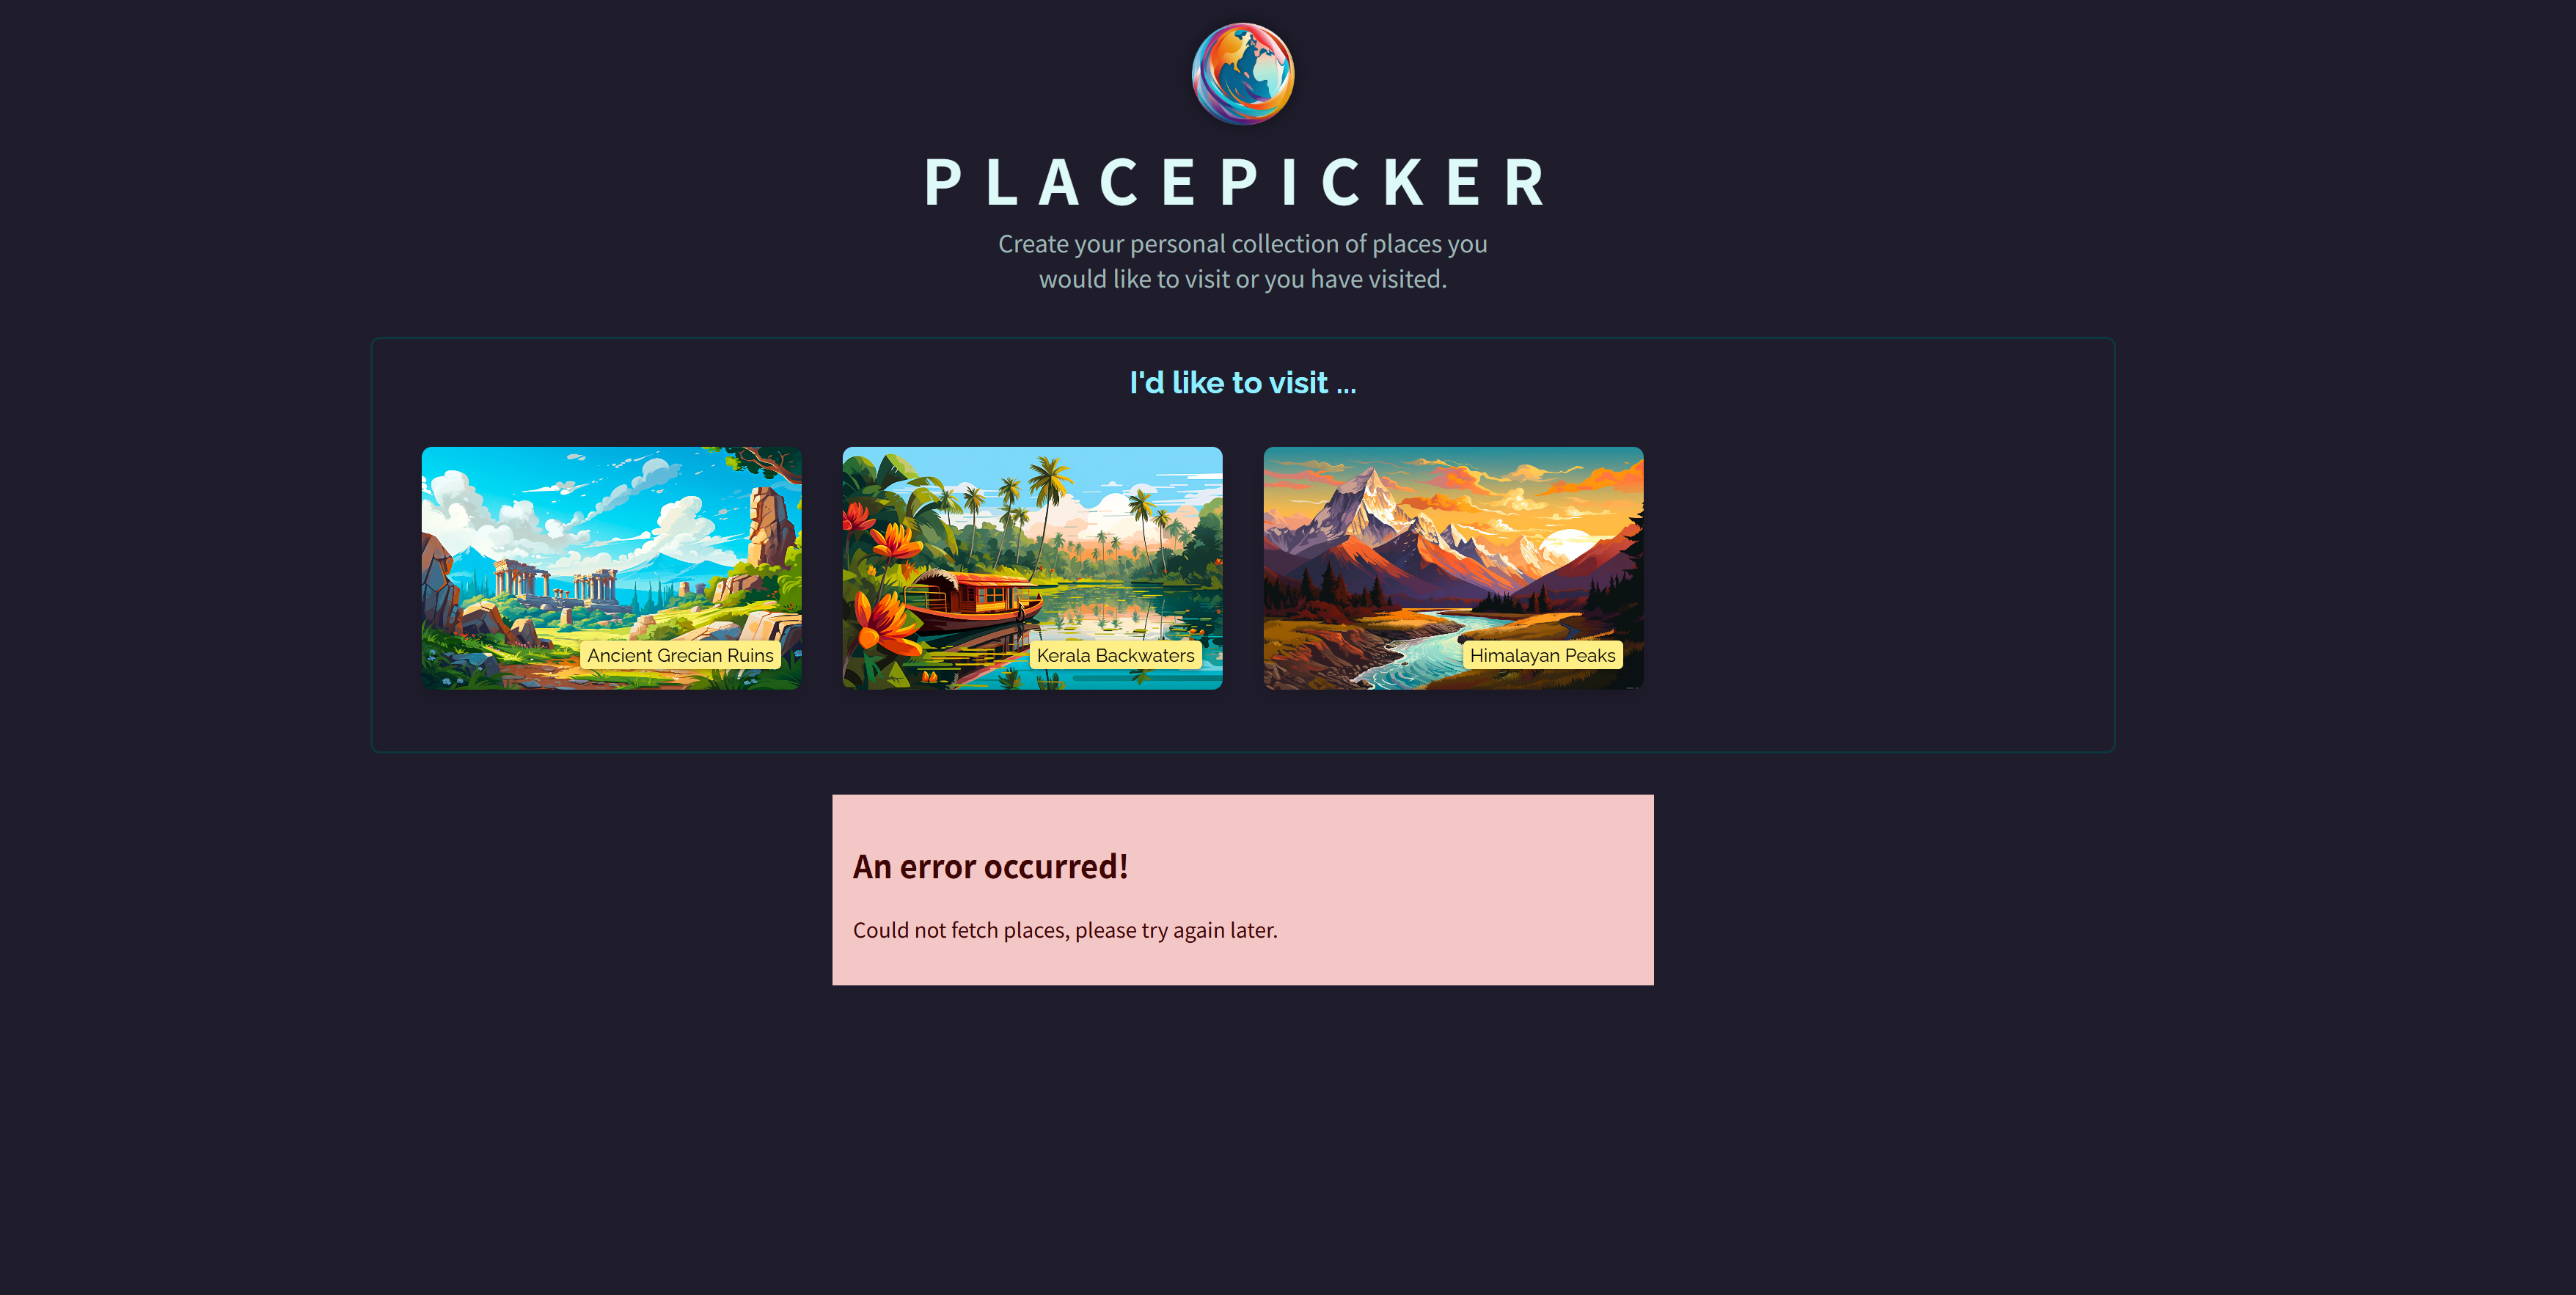 PLACEPICKER
Create your personal collection of places you
would like to visit or you have visited.
I'd like to visit ...
Ancient Grecian Ruins
Kerala Backwaters
Himalayan Peaks
An error occurred!
Could not fetch places, please try again later.